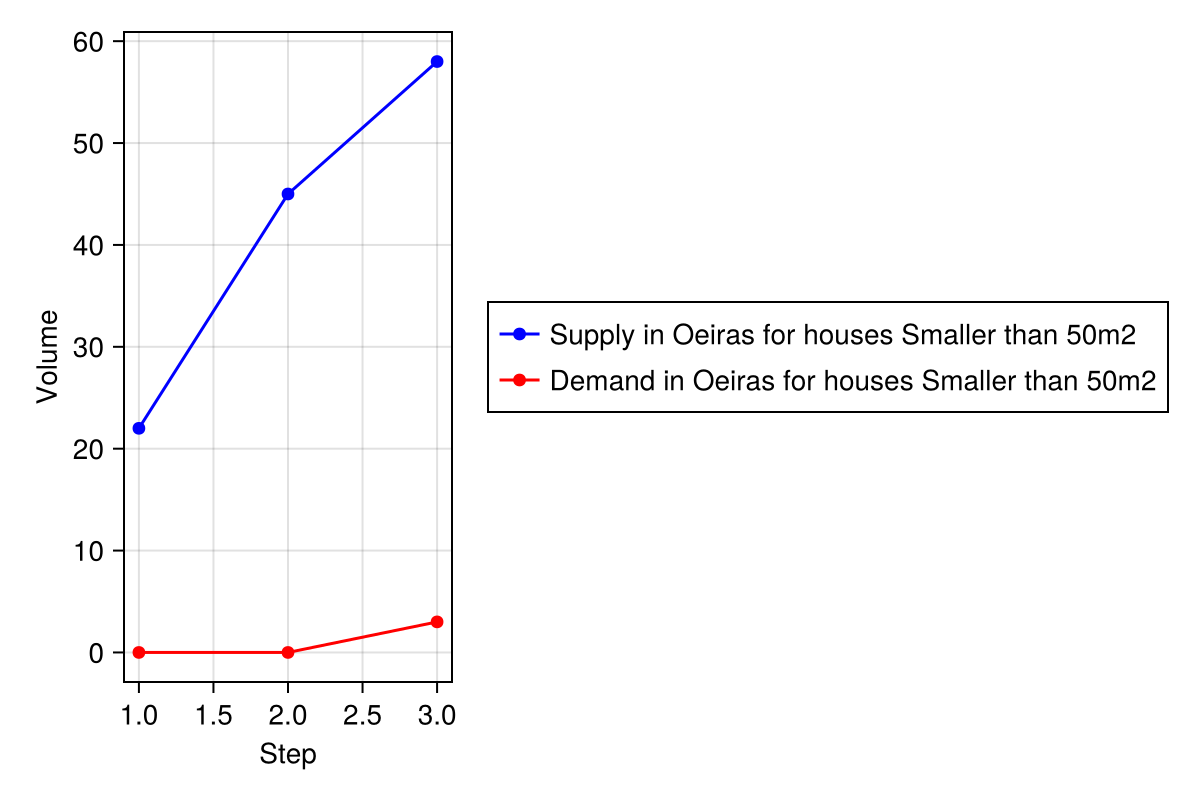 60
50
40
30
20
10
0
Volume
1.0 1.5 2.0 2.5 3.0
Step
Supply in Oeiras for houses Smaller than 50m2
Demand in Oeiras for houses Smaller than 50m2